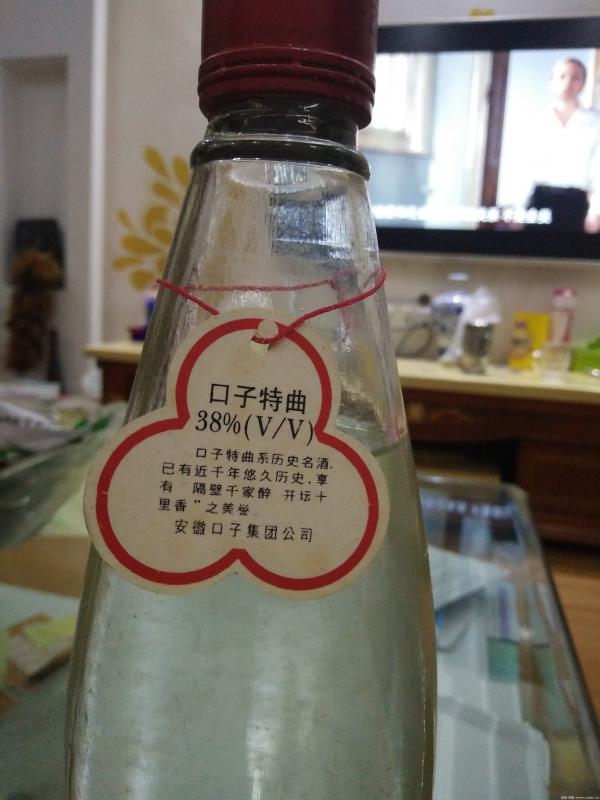 口子特曲
38%(V/V)
口子特曲系历史名酒,
已有近千年悠久历史,享
有 隔壁千家醉 开坛十
里香”之美誉
安徽口子集团公司